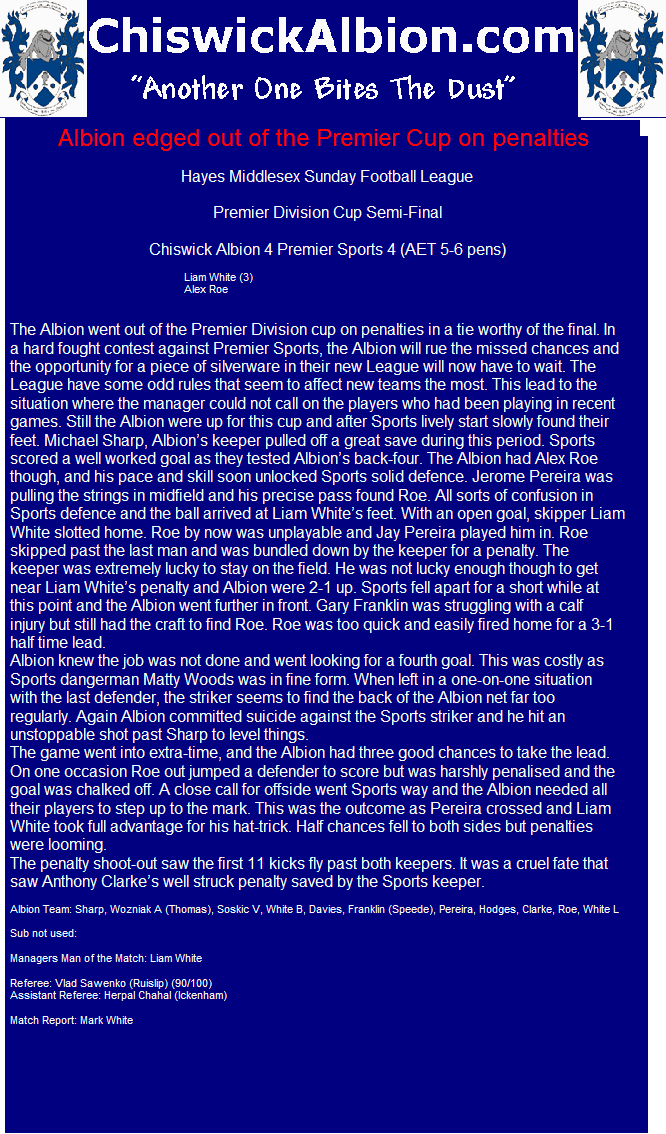 ChiswickAlbion.com
"Another One Bites The Dust"
Albion edged out of the Premier Cup on penalties
Hayes Middlesex Sunday Football League
Premier Division Cup Semi-Final
Chiswick Albion 4 Premier Sports 4 (AET 5-6 pens)
Liam White (3)
Alex Roe
The Albion went out of the Premier Division cup on penalties in a tie worthy of the final. In
a hard fought contest against Premier Sports, the Albion will rue the missed chances and
the opportunity for a piece of silverware in their new League will now have to wait. The
League have some odd rules that seem to affect new teams the most. This lead to the
situation where the manager could not call on the players who had been playing in recent
games. Still the Albion were up for this cup and after Sports lively start slowly found their
feet. Michael Sharp, Albion's keeper pulled off a great save during this period. Sports
scored a well worked goal as they tested Albion's back-four. The Albion had Alex Roe
though, and his pace and skill soon unlocked Sports solid defence. Jerome Pereira was
pulling the strings in midfield and his precise pass found Roe. All sorts of confusion in
Sports defence and the ball arrived at Liam White's feet. With an open goal, skipper Liam
White slotted home. Roe by now was unplayable and Jay Pereira played him in. Roe
skipped past the last man and was bundled down by the keeper for a penalty. The
keeper was extremely lucky to stay on the field. He was not lucky enough though to get
near Liam White's penalty and Albion were 2-1 up. Sports fell apart for a short while at
this point and the Albion went further in front. Gary Franklin was struggling with a calf
injury but still had the craft to find Roe. Roe was too quick and easily fired home for a 3-1
half time lead.
Albion knew the job was not done and went looking for a fourth goal. This was costly as
Sports dangerman Matty Woods was in fine form. When left in a one-on-one situation
with the last defender, the striker seems to find the back of the Albion net far too
regularly. Again Albion committed suicide against the Sports striker and he hit an
unstoppable shot past Sharp to level things.
The game went into extra-time, and the Albion had three good chances to take the lead.
On one occasion Roe out jumped a defender to score but was harshly penalised and the
goal was chalked off. A close call for offside went Sports way and the Albion needed all
their players to step up to the mark. This was the outcome as Pereira crossed and Liam
White took full advantage for his hat-trick. Half chances fell to both sides but penalties
were looming.
The penalty shoot-out saw the first 11 kicks fly past both keepers. It was a cruel fate that
saw Anthony Clarke's well struck penalty saved by the Sports keeper.
Albion Team: Sharp, Wozniak A (Thomas), Soskic V, White B, Davies, Franklin (Speede), Pereira, Hodges, Clarke, Roe, White L
Sub not used:
Managers Man of the Match: Liam White
Referee: Vlad Sawenko (Ruislip) (90/100)
Assistant Referee: Herpal Chahal (Ickenham)
Match Report: Mark White